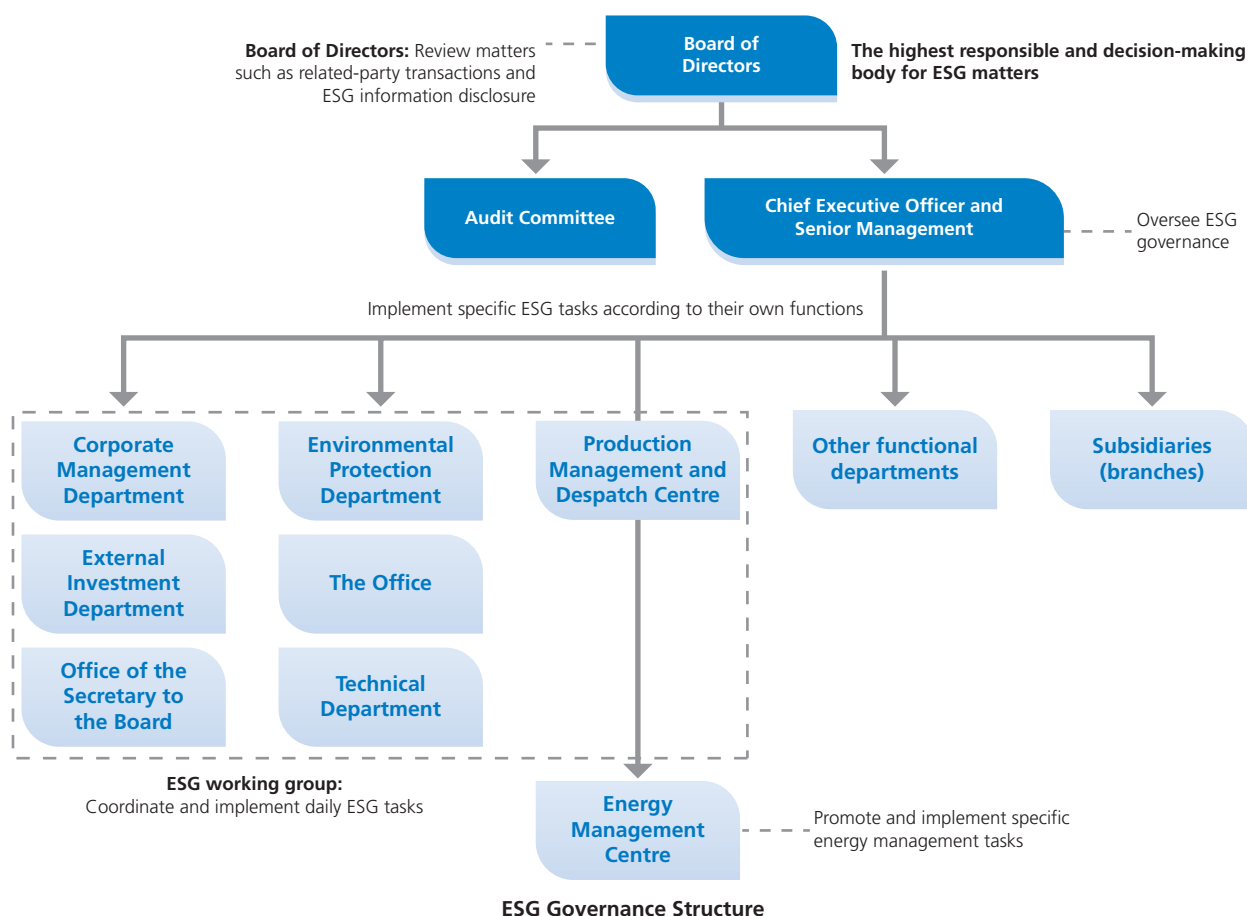 Board of Directors: Review matters
such as related-party transactions and
ESG information disclosure
Board of
Directors
The highest responsible and decision-making
body for ESG matters
Audit Committee
Chief Executive Officer and
Senior Management
Oversee ESG
governance
Implement specific ESG tasks according to their own functions
Corporate
Management
Department
Environmental
Protection
Department
Production
Management and
Despatch Centre
Other functional
departments
Subsidiaries
(branches)
External
Investment
Department
The Office
Office of the
Secretary to
the Board
Technical
Department
ESG working group:
Coordinate and implement daily ESG tasks
Energy
Management
Centre
Promote and implement specific
energy management tasks
ESG Governance Structure